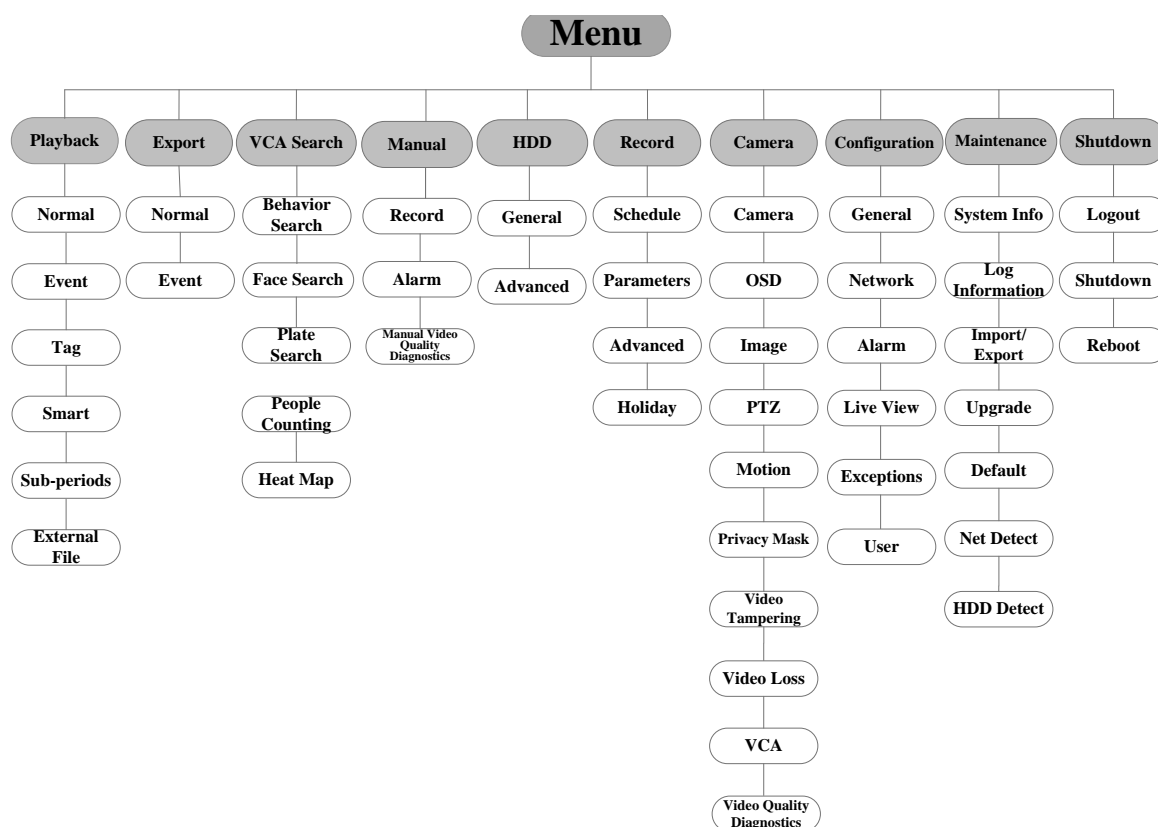 Menu
Playback
Export
VCA Search
Manual
HDD
Record
Camera
Configuration
Maintenance
Shutdown
Normal
Event
Tag
Smart
Sub-periods
External
File
Normal
Event
Behavior
Search
Face Search
Plate
Search
People
Counting
Heat Map
Record
Alarm
Manual Video
Quality
Diagnostics
General
Advanced
Schedule
Parameters
Advanced
Holiday
Camera
OSD
Image
PTZ
Motion
Privacy Mask
Video
Tampering
Video Loss
VCA
Video Quality
Diagnostics
General
Network
Alarm
Live View
Exceptions
User
System Info
Log
Information
Import/
Export
Upgrade
Default
Net Detect
HDD Detect
Logout
Shutdown
Reboot